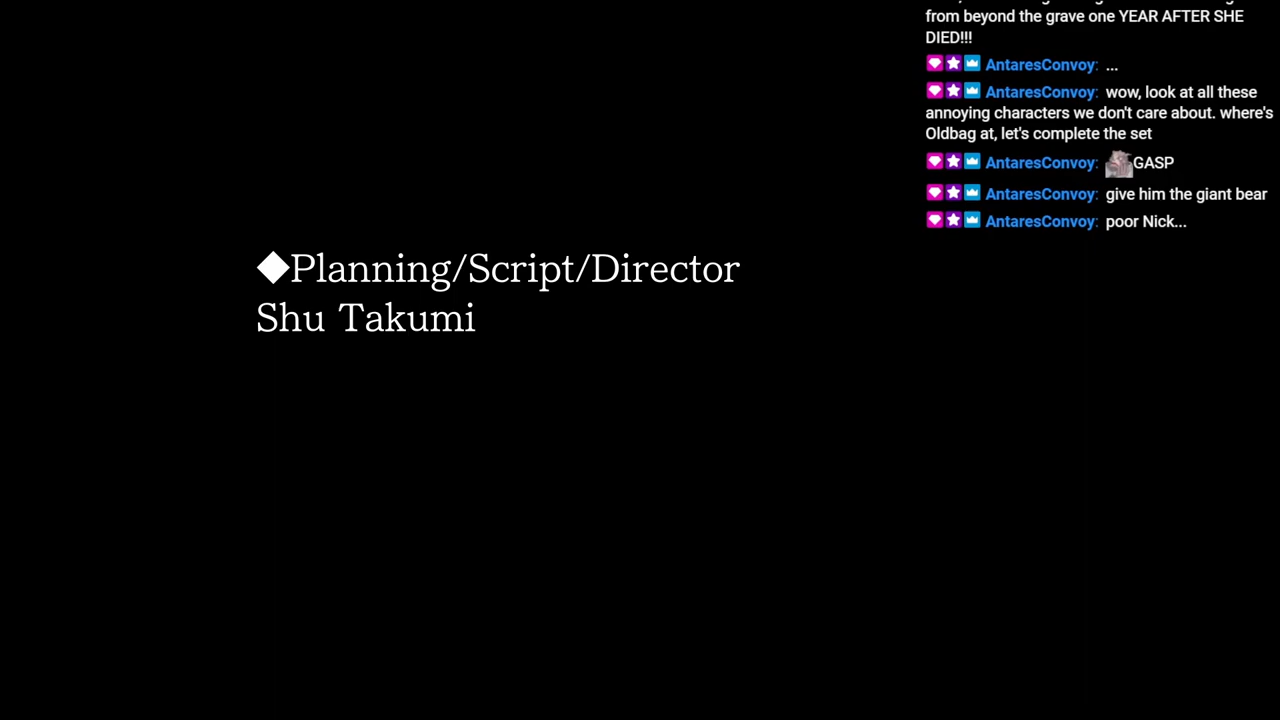 from beyond the grave one YEAR AFTER SHE
DIED!!!
AntaresConvoy: ...
AntaresConvoy: wow, look at all these
annoying characters we don't care about. where's
Oldbag at, let's complete the set
AntaresConvoy: GASP
AntaresConvoy: give him the giant bear
AntaresConvoy: poor Nick...
◆Planning/Script/Director
Shu Takumi